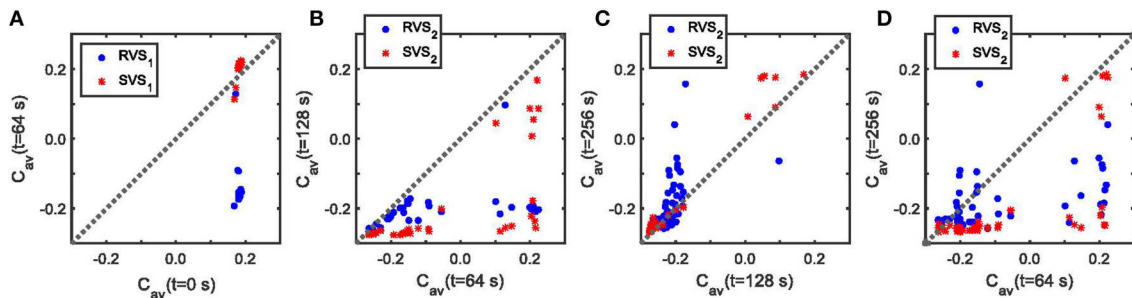 A
RVS1
SVS1
0.2
0.0
-0.2
Cav(t=64 s)
-0.2 0.0 0.2
Cav(t=0 s)
B
RVS2
SVS2
0.2
0.0
-0.2
Cav(t=128 s)
-0.2 0.0 0.2
Cav(t=64 s)
C
RVS2
SVS2
0.2
0.0
-0.2
Cav(t=256 s)
-0.2 0.0 0.2
Cav(t=128 s)
D
RVS2
SVS2
0.2
0.0
-0.2
Cav(t=256 s)
-0.2 0.0 0.2
Cav(t=64 s)